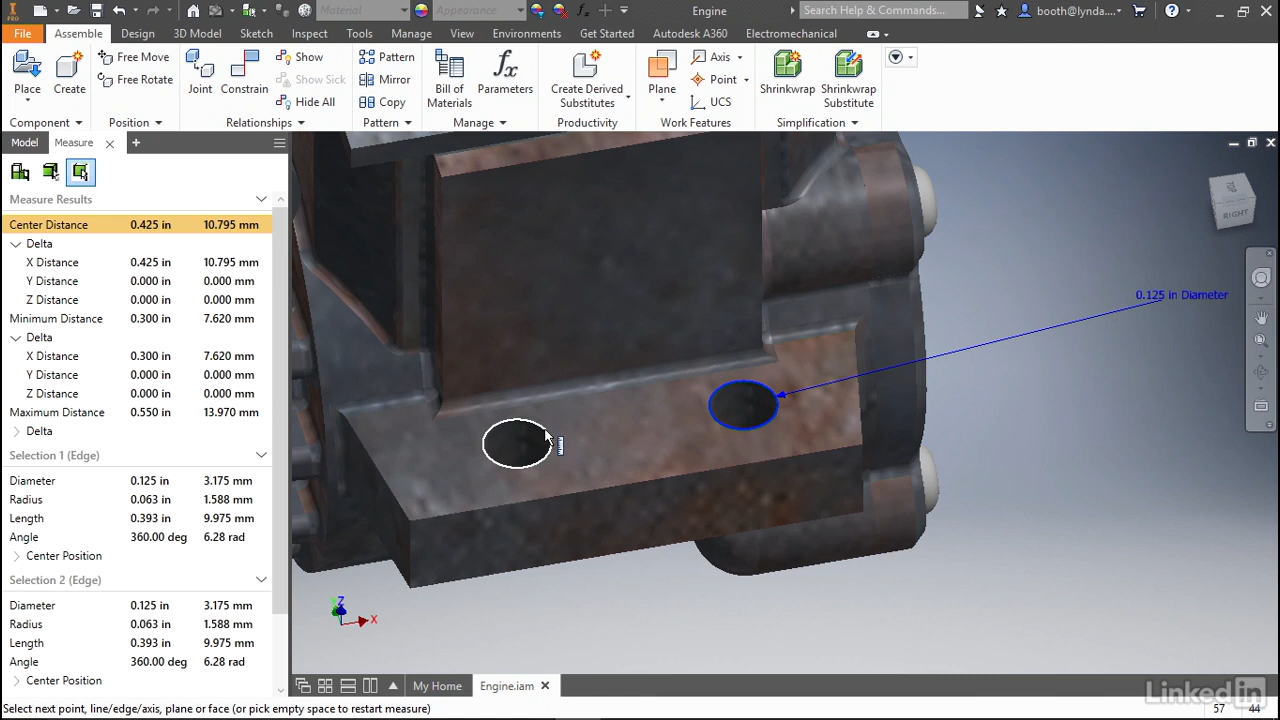 Material
Appearance
Engine
Search Help & Commands...
booth@lynda....
PRO
File Assemble Design 3D Model Sketch Inspect Tools Manage View Environments Get Started Autodesk A360 Electromechanical
Place
Create
Free Move
Free Rotate
Joint
Constrain
Show
Show Sick
Hide All
Pattern
Mirror
Copy
Bill of
Materials
Parameters
Create Derived
Substitutes
Plane
Axis
Point
UCS
Shrinkwrap
Shrinkwrap
Substitute
Component Position Relationships Pattern Manage Productivity Work Features Simplification
Model Measure
Measure Results
Center Distance 0.425 in 10.795 mm
Delta
X Distance 0.425 in 10.795 mm
Y Distance 0.000 in 0.000 mm
Z Distance 0.000 in 0.000 mm
Minimum Distance 0.300 in 7.620 mm
Delta
X Distance 0.300 in 7.620 mm
Y Distance 0.000 in 0.000 mm
Z Distance 0.000 in 0.000 mm
Maximum Distance 0.550 in 13.970 mm
Delta
Selection 1 (Edge)
Diameter 0.125 in 3.175 mm
Radius 0.063 in 1.588 mm
Length 0.393 in 9.975 mm
Angle 360.00 deg 6.28 rad
Center Position
Selection 2 (Edge)
Diameter 0.125 in 3.175 mm
Radius 0.063 in 1.588 mm
Length 0.393 in 9.975 mm
Angle 360.00 deg 6.28 rad
Center Position
RIGHT
0.125 in Diameter
Z
X
My Home Engine.iam
LinkedIn
Select next point, line/edge/axis, plane or face (or pick empty space to restart measure)
57 44